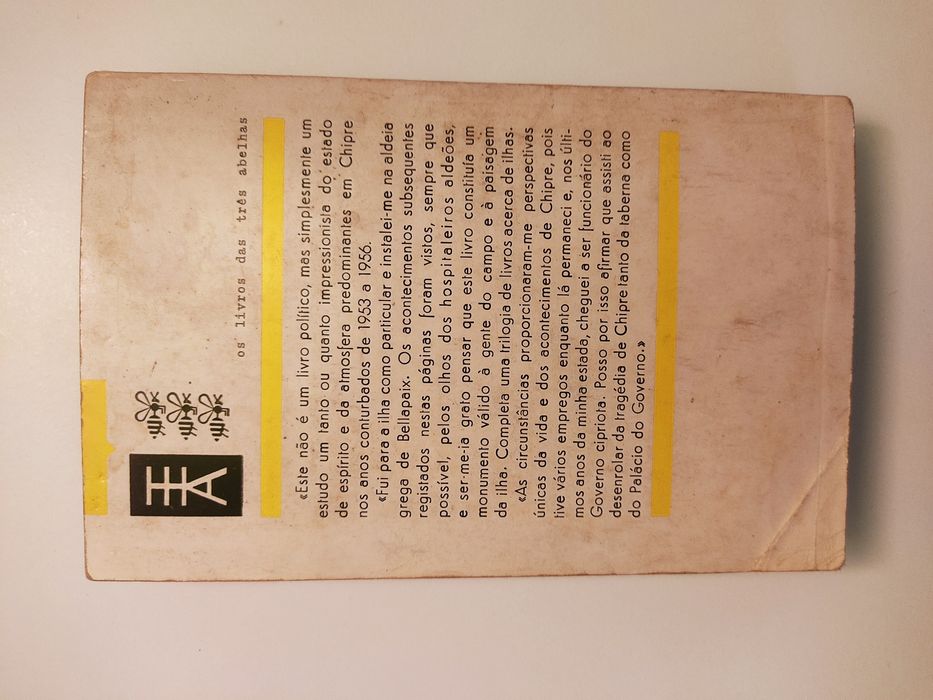 os livros das três abelhas
«Este não é um livro político, mas simplesmente um
estudo um tanto ou quanto impressionista do estado
de espírito e da atmosfera predominantes em Chipre
nos anos conturbados de 1953 a 1956.
«Fui para a ilha como particular e instalei-me na aldeia
grega de Bellapaix. Os acontecimentos subsequentes
registados nestas páginas foram vistos, sempre que
possível, pelos olhos dos hospitaleiros aldeões,
e ser-me-ia grato pensar que este livro constituía um
monumento válido à gente do campo e à paisagem
da ilha. Completa uma trilogia de livros acerca de ilhas.
«As circunstâncias proporcionaram-me perspectivas
únicas da vida e dos acontecimentos de Chipre, pois
tive vários empregos enquanto lá permaneci e, nos últi-
mos anos da minha estada, cheguei a ser funcionário do
Governo cipriota. Posso por isso afirmar que assisti ao
desenrolar da tragédia de Chipre tanto da taberna como
do Palácio do Governo.»